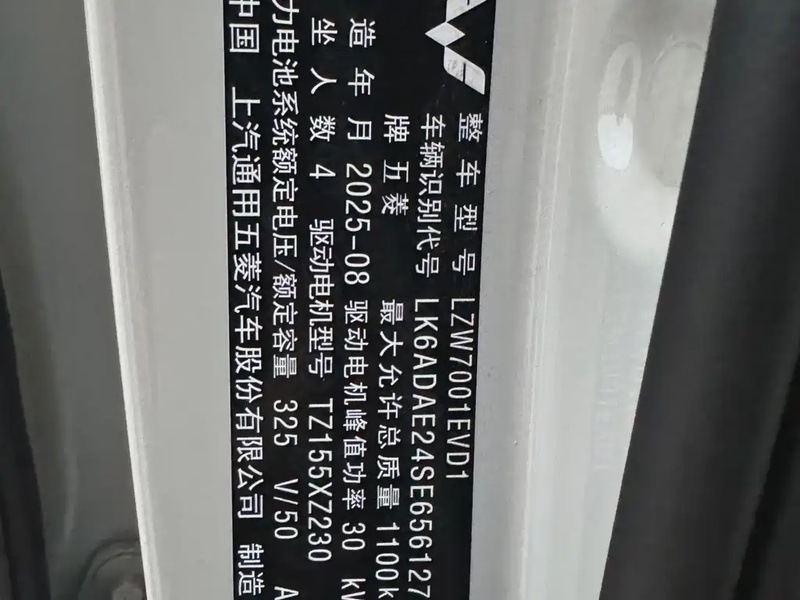 整车型号 LZW7001EVD1
车辆识别代号 LK6ADAE24SE656127
牌 五菱 最大允许总质量 1100k
造年月 2025-08 驱动电机峰值功率 30 kW
坐人数 4 驱动电机型号 TZ155XZ230
力电池系统额定电压/额定容量 325 V/50 A
中国 上汽通用五菱汽车股份有限公司 制造